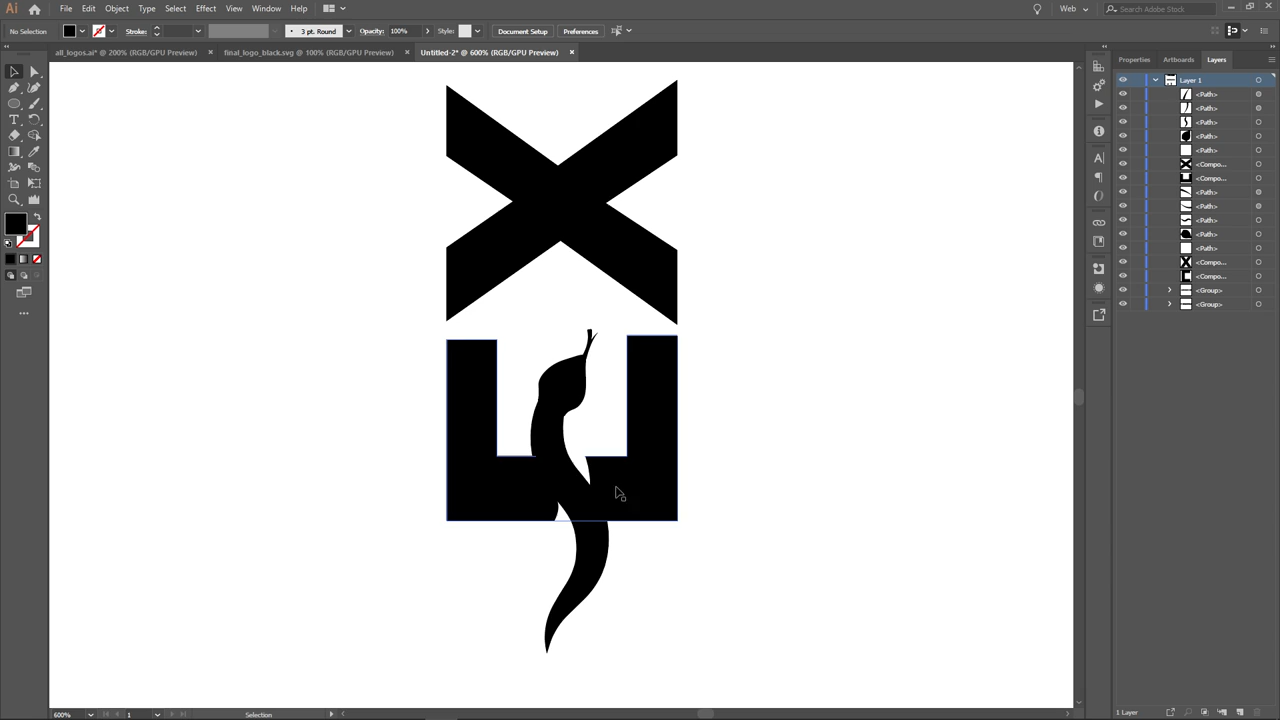 Ai File Edit Object Type Select Effect View Window Help Web Search Adobe Stock
No Selection Stroke: 3 pt. Round Opacity: 100% Style: Document Setup Preferences
all_logos.ai* @ 200% (RGB/GPU Preview) × final_logo_black.svg @ 100% (RGB/GPU Preview) × Untitled-2* @ 600% (RGB/GPU Preview) ×
Properties Artboards Layers
Layer 1
<Path>
<Path>
<Path>
<Path>
<Path>
<Compo...
<Compo...
<Path>
<Path>
<Path>
<Path>
<Path>
<Compo...
<Compo...
<Group>
<Group>
600% 1 Selection 1 Layer